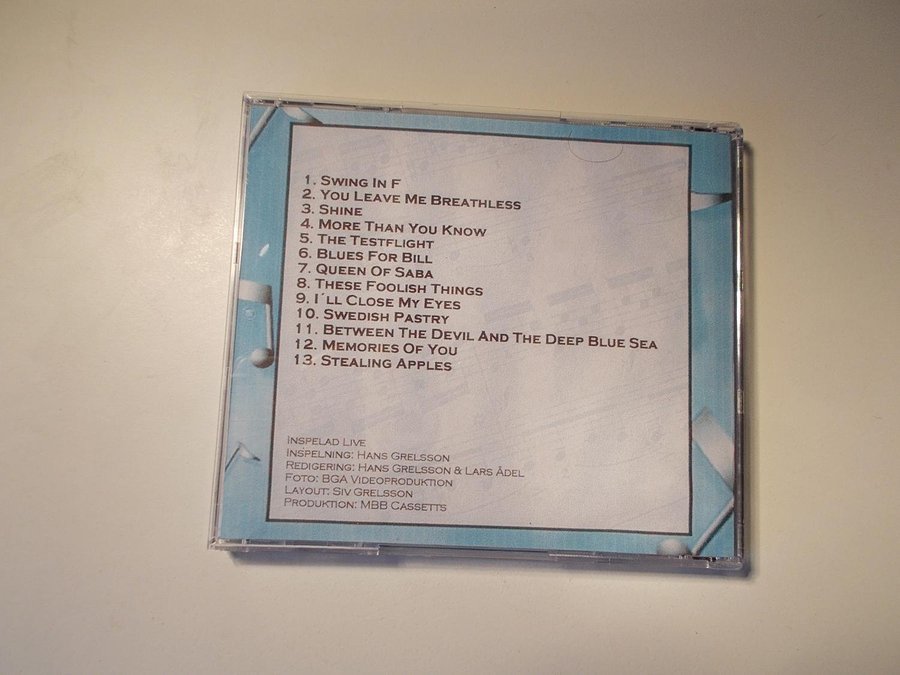 1. Swing In F
2. You Leave Me Breathless
3. Shine
4. More Than You Know
5. The Testflight
6. Blues For Bill
7. Queen Of Saba
8. These Foolish Things
9. I´ll Close My Eyes
10. Swedish Pastry
11. Between The Devil And The Deep Blue Sea
12. Memories Of You
13. Stealing Apples
Inspelad Live
Inspelning: Hans Grelsson
Redigering: Hans Grelsson & Lars Ådel
Foto: BGA Videoproduktion
Layout: Siv Grelsson
Produktion: MBB Cassetts